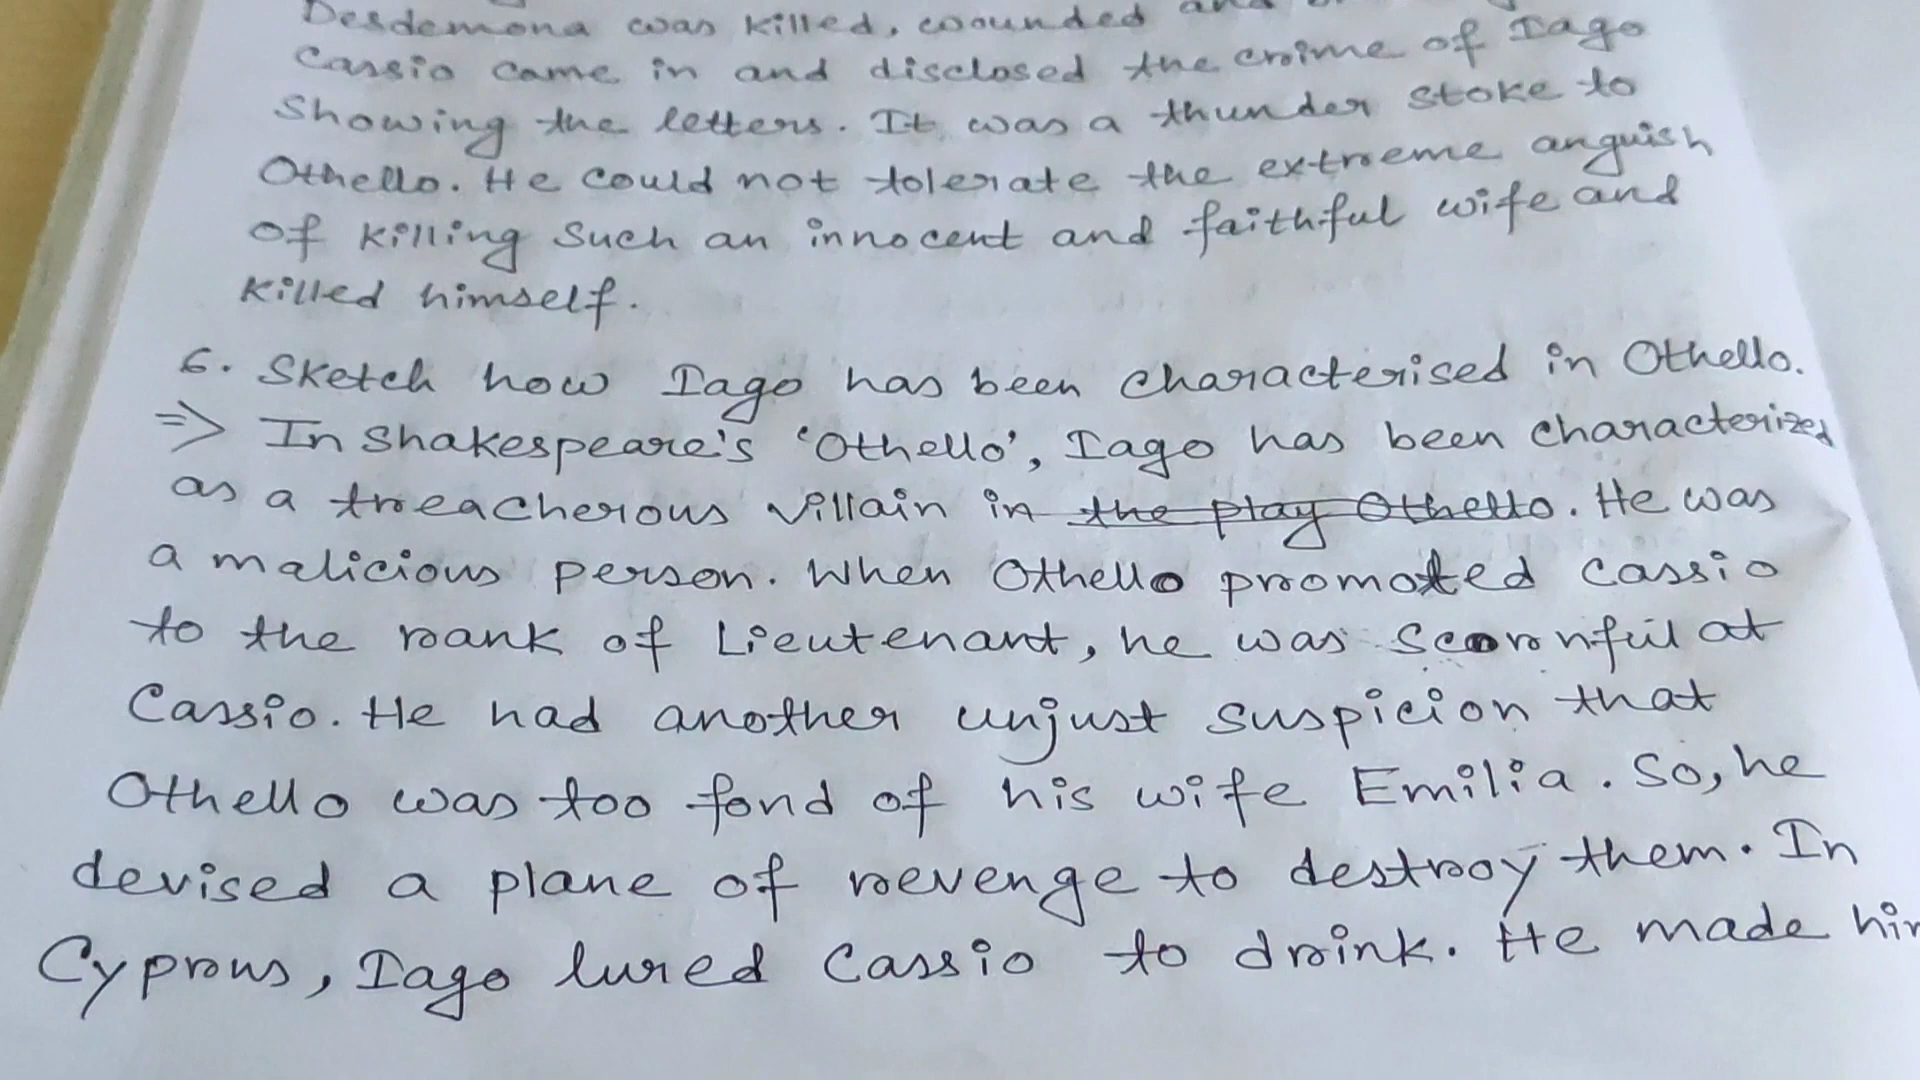 Desdemona was killed, wounded and
Cassio came in and disclosed the crime of Iago
Showing the letters. It was a thunder stoke to
Othello. He could not tolerate the extreme anguish
of killing such an innocent and faithful wife and
killed himself.
6. Sketch how Iago has been characterised in Othello.
=> In Shakespeare's 'Othello', Iago has been characterized
as a treacherous villain in the play Othello. He was
a malicious person. When Othello promoted Cassio
to the rank of Lieutenant, he was scornful at
Cassio. He had another unjust suspicion that
Othello was too fond of his wife Emilia. So, he
devised a plane of revenge to destroy them. In
Cyprus, Iago lured Cassio to drink. He made him